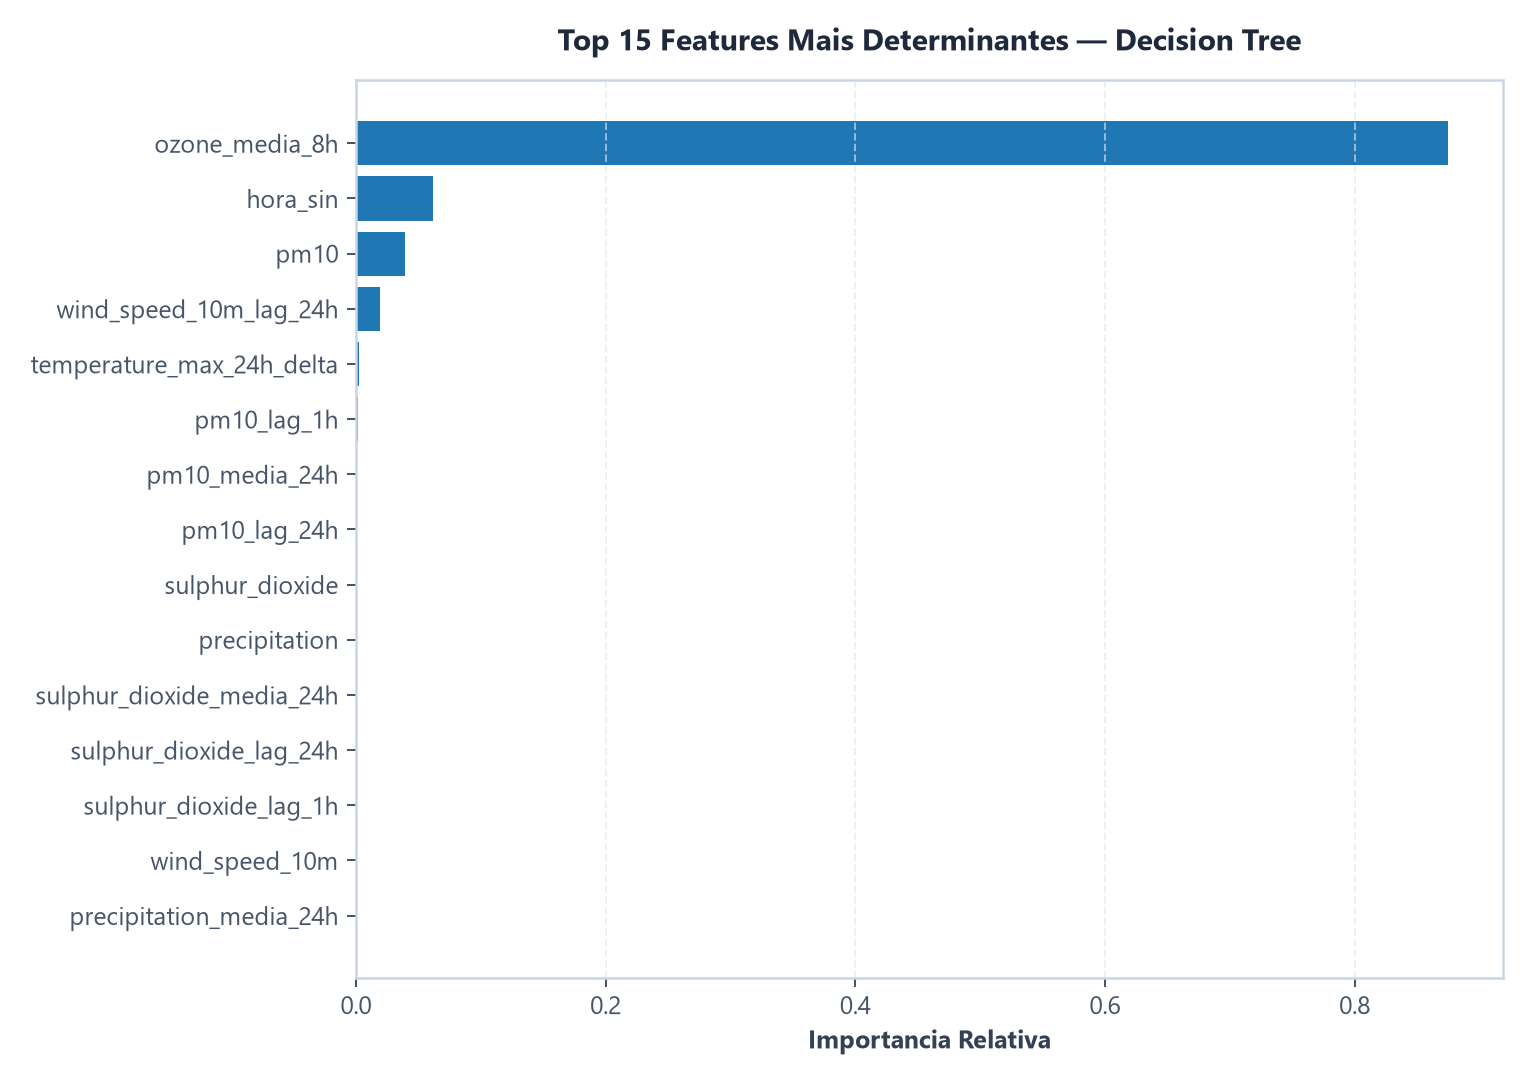 Top 15 Features Mais Determinantes — Decision Tree
ozone_media_8h
hora_sin
pm10
wind_speed_10m_lag_24h
temperature_max_24h_delta
pm10_lag_1h
pm10_media_24h
pm10_lag_24h
sulphur_dioxide
precipitation
sulphur_dioxide_media_24h
sulphur_dioxide_lag_24h
sulphur_dioxide_lag_1h
wind_speed_10m
precipitation_media_24h
0.0 0.2 0.4 0.6 0.8
Importancia Relativa